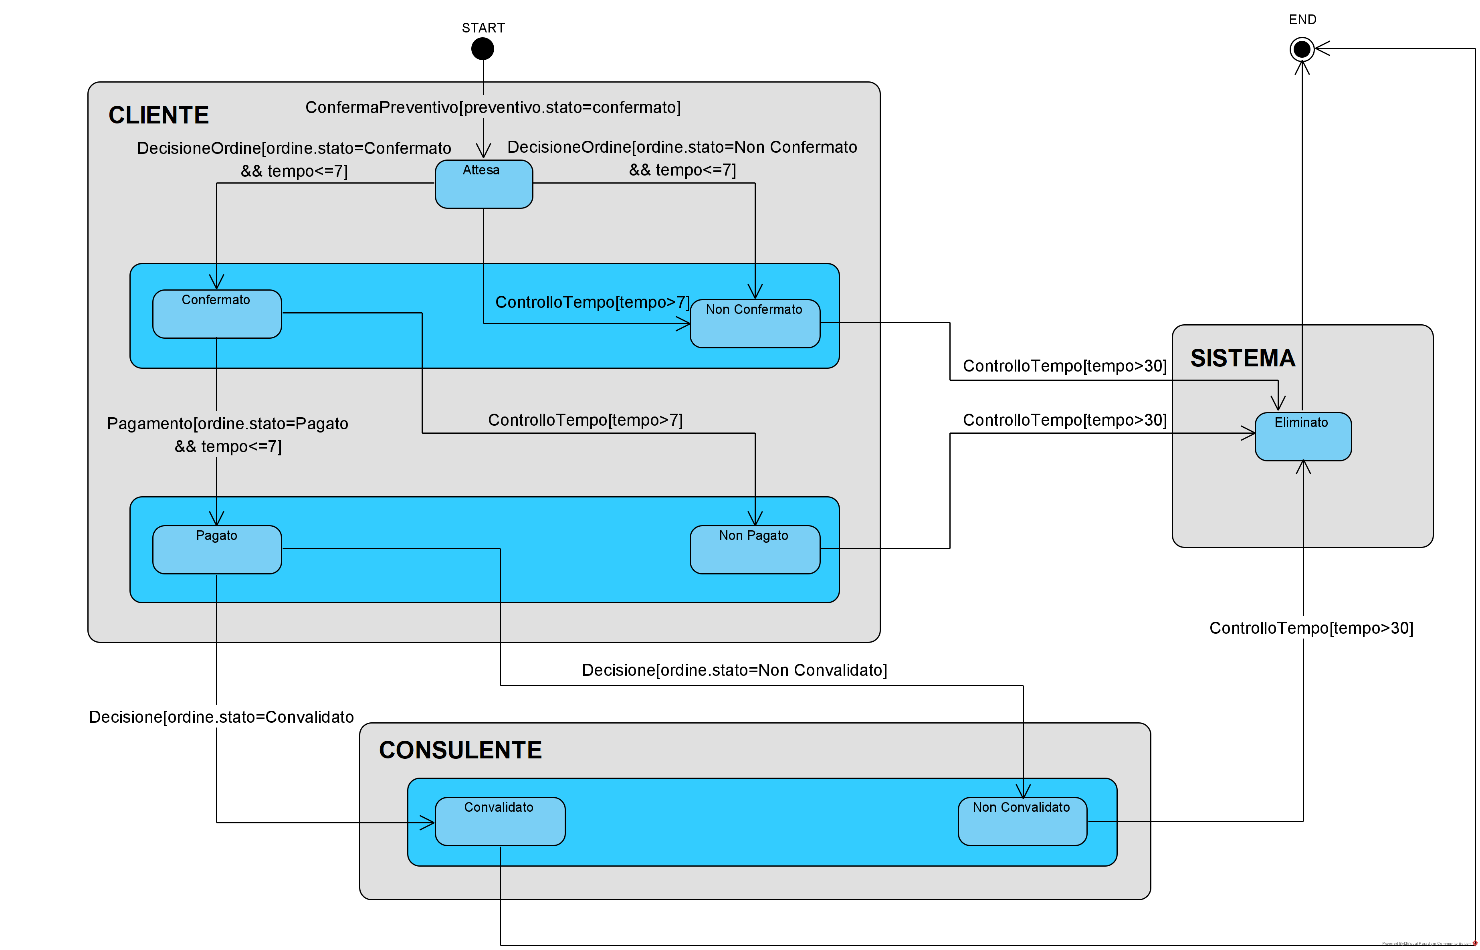 START
END
CLIENTE
ConfermaPreventivo[preventivo.stato=confermato]
DecisioneOrdine[ordine.stato=Confermato
&& tempo<=7]
DecisioneOrdine[ordine.stato=Non Confermato
&& tempo<=7]
Attesa
Confermato
ControlloTempo[tempo>7]
Non Confermato
SISTEMA
ControlloTempo[tempo>30]
Pagamento[ordine.stato=Pagato
&& tempo<=7]
ControlloTempo[tempo>7]
ControlloTempo[tempo>30]
Eliminato
Pagato
Non Pagato
ControlloTempo[tempo>30]
Decisione[ordine.stato=Non Convalidato]
Decisione[ordine.stato=Convalidato
CONSULENTE
Convalidato
Non Convalidato